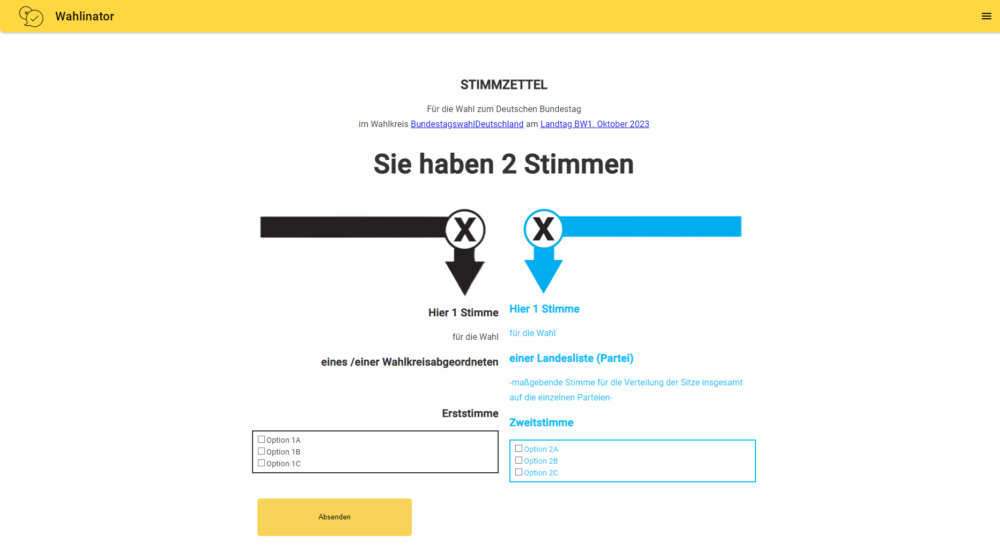 Wahlinator
STIMMZETTEL
Für die Wahl zum Deutschen Bundestag
im Wahlkreis BundestagswahlDeutschland am Landtag BW1. Oktober 2023
Sie haben 2 Stimmen
X
X
Hier 1 Stimme
für die Wahl
eines /einer Wahlkreisabgeordneten
Erststimme
Option 1A
Option 1B
Option 1C
Hier 1 Stimme
für die Wahl
einer Landesliste (Partei)
-maßgebende Stimme für die Verteilung der Sitze insgesamt
auf die einzelnen Parteien-
Zweitstimme
Option 2A
Option 2B
Option 2C
Absenden